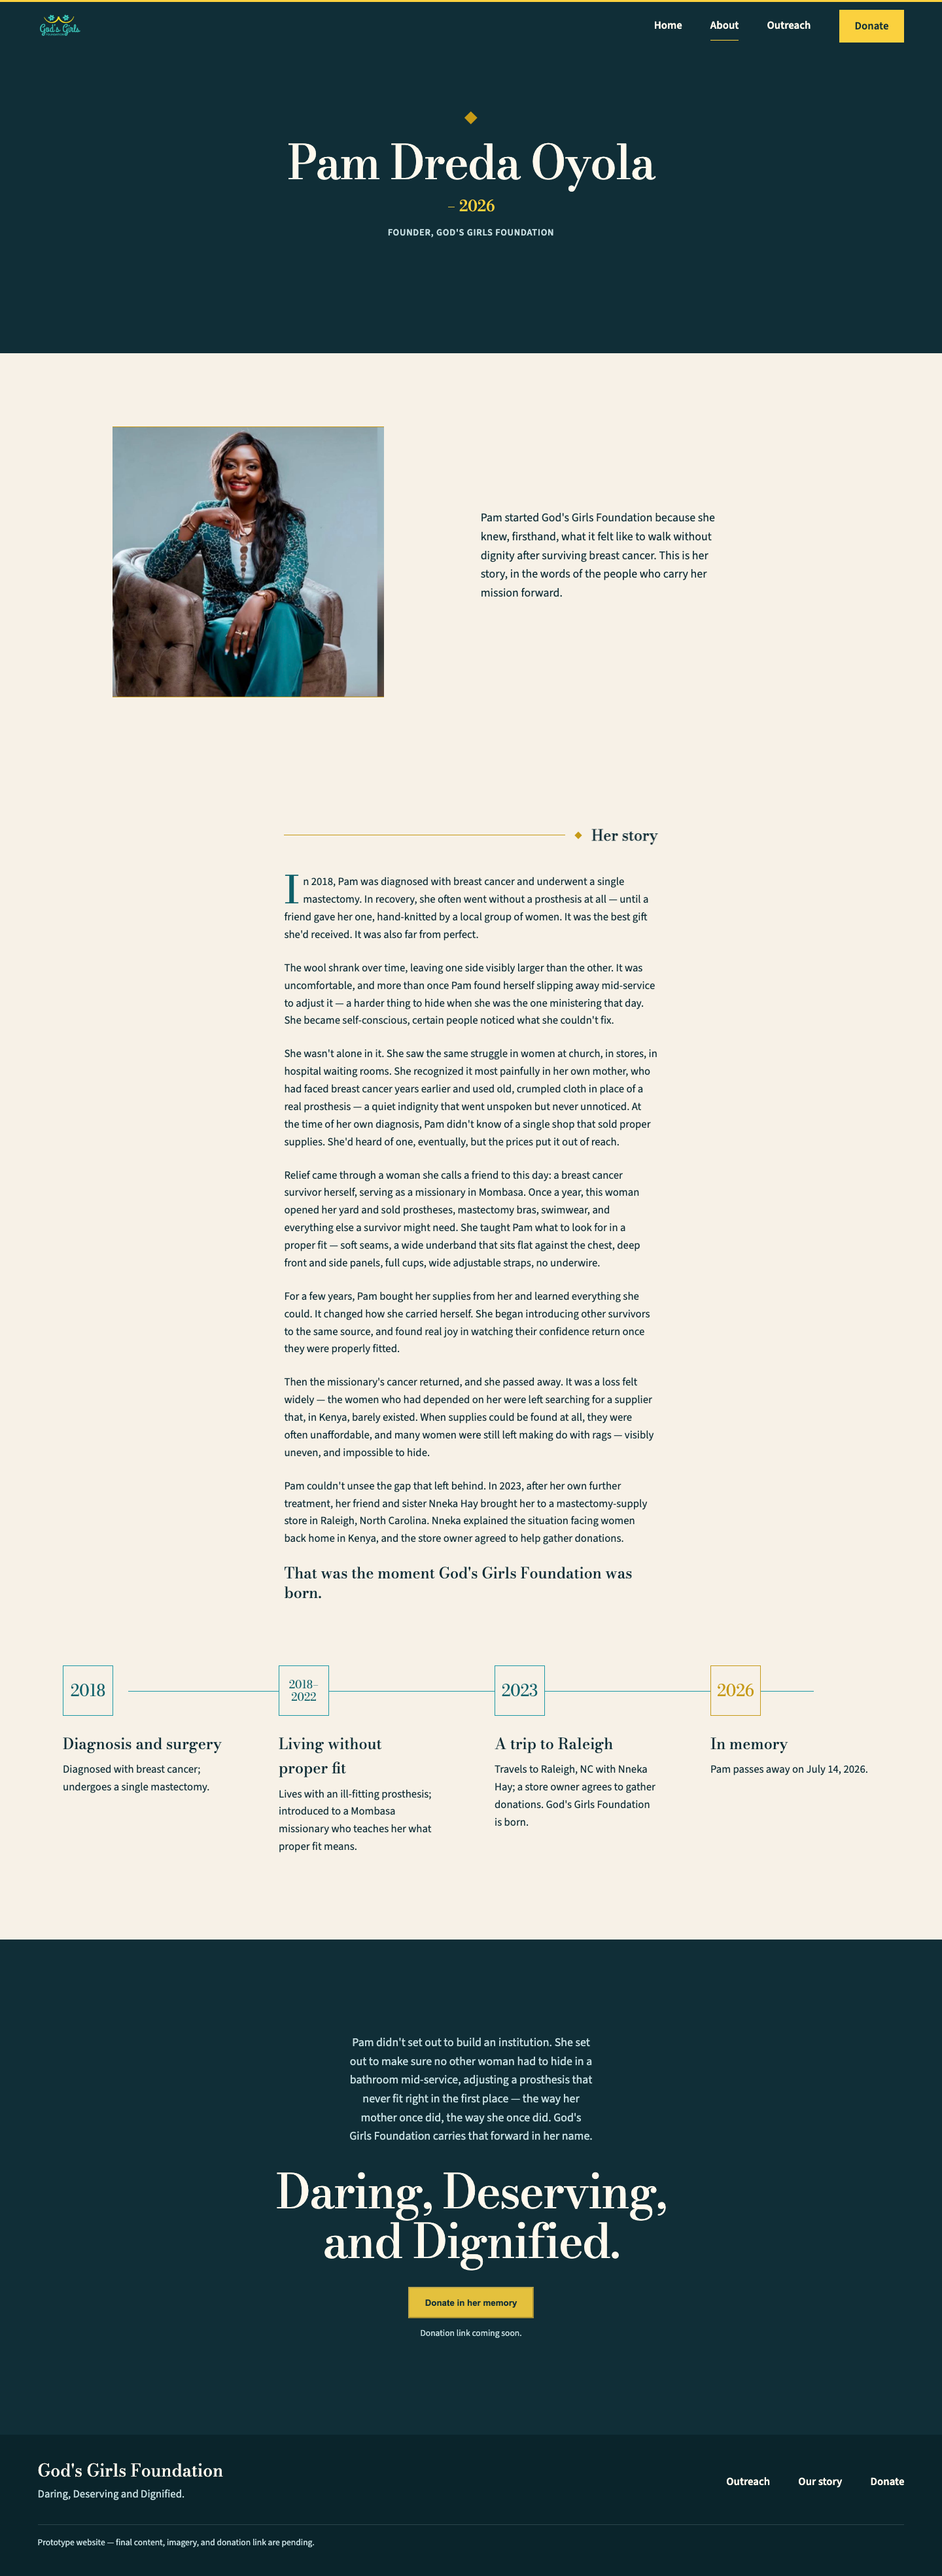 God's Girls
Home
About
Outreach
Donate
Pam Dreda Oyola
– 2026
FOUNDER, GOD'S GIRLS FOUNDATION
Pam started God's Girls Foundation because she
knew, firsthand, what it felt like to walk without
dignity after surviving breast cancer. This is her
story, in the words of the people who carry her
mission forward.
Her story
In 2018, Pam was diagnosed with breast cancer and underwent a single
mastectomy. In recovery, she often went without a prosthesis at all — until a
friend gave her one, hand-knitted by a local group of women. It was the best gift
she'd received. It was also far from perfect.
The wool shrank over time, leaving one side visibly larger than the other. It was
uncomfortable, and more than once Pam found herself slipping away mid-service
to adjust it — a harder thing to hide when she was the one ministering that day.
She became self-conscious, certain people noticed what she couldn't fix.
She wasn't alone in it. She saw the same struggle in women at church, in stores, in
hospital waiting rooms. She recognized it most painfully in her own mother, who
had faced breast cancer years earlier and used old, crumpled cloth in place of a
real prosthesis — a quiet indignity that went unspoken but never unnoticed. At
the time of her own diagnosis, Pam didn't know of a single shop that sold proper
supplies. She'd heard of one, eventually, but the prices put it out of reach.
Relief came through a woman she calls a friend to this day: a breast cancer
survivor herself, serving as a missionary in Mombasa. Once a year, this woman
opened her yard and sold prostheses, mastectomy bras, swimwear, and
everything else a survivor might need. She taught Pam what to look for in a
proper fit — soft seams, a wide underband that sits flat against the chest, deep
front and side panels, full cups, wide adjustable straps, no underwire.
For a few years, Pam bought her supplies from her and learned everything she
could. It changed how she carried herself. She began introducing other survivors
to the same source, and found real joy in watching their confidence return once
they were properly fitted.
Then the missionary's cancer returned, and she passed away. It was a loss felt
widely — the women who had depended on her were left searching for a supplier
that, in Kenya, barely existed. When supplies could be found at all, they were
often unaffordable, and many women were still left making do with rags — visibly
uneven, and impossible to hide.
Pam couldn't unsee the gap that left behind. In 2023, after her own further
treatment, her friend and sister Nneka Hay brought her to a mastectomy-supply
store in Raleigh, North Carolina. Nneka explained the situation facing women
back home in Kenya, and the store owner agreed to help gather donations.
That was the moment God's Girls Foundation was
born.
2018
Diagnosis and surgery
Diagnosed with breast cancer;
undergoes a single mastectomy.
2018–
2022
Living without
proper fit
Lives with an ill-fitting prosthesis;
introduced to a Mombasa
missionary who teaches her what
proper fit means.
2023
A trip to Raleigh
Travels to Raleigh, NC with Nneka
Hay; a store owner agrees to gather
donations. God's Girls Foundation
is born.
2026
In memory
Pam passes away on July 14, 2026.
Pam didn't set out to build an institution. She set
out to make sure no other woman had to hide in a
bathroom mid-service, adjusting a prosthesis that
never fit right in the first place — the way her
mother once did, the way she once did. God's
Girls Foundation carries that forward in her name.
Daring, Deserving,
and Dignified.
Donate in her memory
Donation link coming soon.
God's Girls Foundation
Daring, Deserving and Dignified.
Outreach
Our story
Donate
Prototype website — final content, imagery, and donation link are pending.